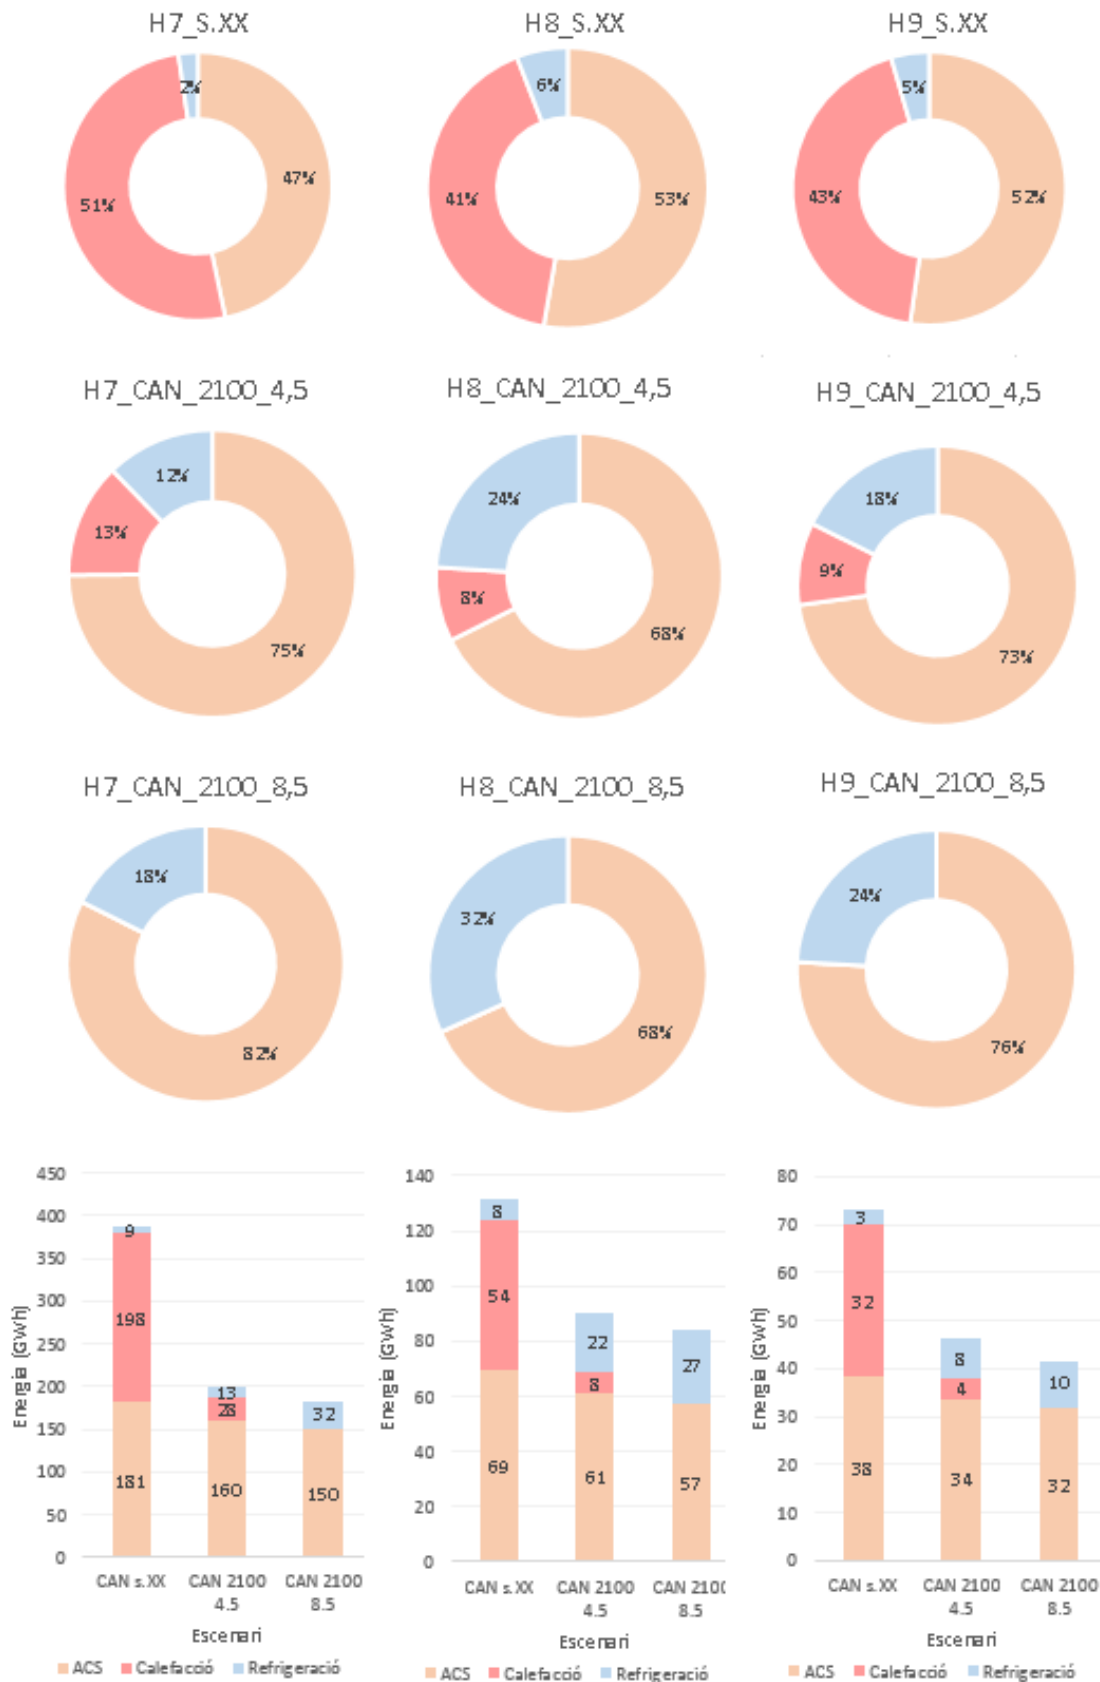 H7_S.XX
H8_S.XX
H9_S.XX
2%
47%
51%
6%
53%
41%
5%
52%
43%
H7_CAN_2100_4,5
H8_CAN_2100_4,5
H9_CAN_2100_4,5
12%
13%
75%
24%
8%
68%
18%
9%
73%
H7_CAN_2100_8,5
H8_CAN_2100_8,5
H9_CAN_2100_8,5
18%
82%
32%
68%
24%
76%
Energia (GWh)
450
400
350
300
250
200
150
100
50
0
9
198
181
13
28
160
32
150
CAN s.XX
CAN 2100
4.5
CAN 2100
8.5
Escenari
ACS
Calefacció
Refrigeració
Energia (GWh)
140
120
100
80
60
40
20
0
8
54
69
22
8
61
27
57
CAN s.XX
CAN 2100
4.5
CAN 2100
8.5
Escenari
ACS
Calefacció
Refrigeració
Energia (GWh)
80
70
60
50
40
30
20
10
0
3
32
38
8
4
34
10
32
CAN s.XX
CAN 2100
4.5
CAN 2100
8.5
Escenari
ACS
Calefacció
Refrigeració